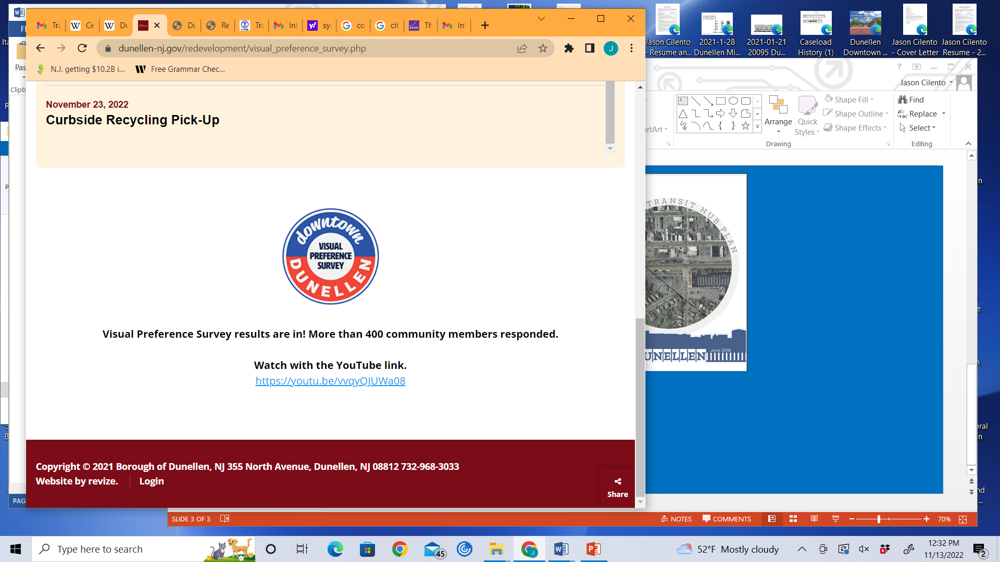 dunellen-nj.gov/redevelopment/visual_preference_survey.php
N.J. getting $10.2B i...
Free Grammar Chec...
November 23, 2022
Curbside Recycling Pick-Up
downtown
VISUAL
PREFERENCE
SURVEY
DUNELLEN
Visual Preference Survey results are in! More than 400 community members responded.
Watch with the YouTube link.
https://youtu.be/vvqyQJUWa08
Copyright © 2021 Borough of Dunellen, NJ 355 North Avenue, Dunellen, NJ 08812 732-968-3033
Website by revize.
Login
Share
Jason Cilento
- Resume an...
2021-1-28
Dunellen Mi...
2021-01-21
20095 Du...
Caseload
History (1)
Dunellen
Downtown ...
Jason Cilento
- Cover Letter
Jason Cilento
Resume - 2...
Jason Cilento
Arrange
Quick
Styles
Shape Fill
Shape Outline
Shape Effects
Drawing
Find
Replace
Select
Editing
TRANSIT HUB PLAN
June 2019
UNELLEN
SLIDE 3 OF 3
NOTES
COMMENTS
70%
Type here to search
45
52°F Mostly cloudy
12:32 PM
11/13/2022
2